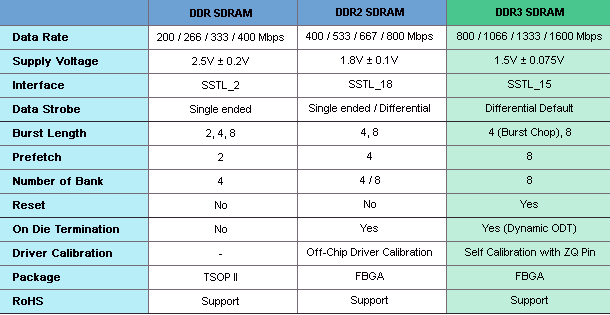 DDR SDRAM DDR2 SDRAM DDR3 SDRAM
Data Rate 200 / 266 / 333 / 400 Mbps 400 / 533 / 667 / 800 Mbps 800 / 1066 / 1333 / 1600 Mbps
Supply Voltage 2.5V ± 0.2V 1.8V ± 0.1V 1.5V ± 0.075V
Interface SSTL_2 SSTL_18 SSTL_15
Data Strobe Single ended Single ended / Differential Differential Default
Burst Length 2, 4, 8 4, 8 4 (Burst Chop), 8
Prefetch 2 4 8
Number of Bank 4 4 / 8 8
Reset No No Yes
On Die Termination No Yes Yes (Dynamic ODT)
Driver Calibration - Off-Chip Driver Calibration Self Calibration with ZQ Pin
Package TSOP II FBGA FBGA
RoHS Support Support Support